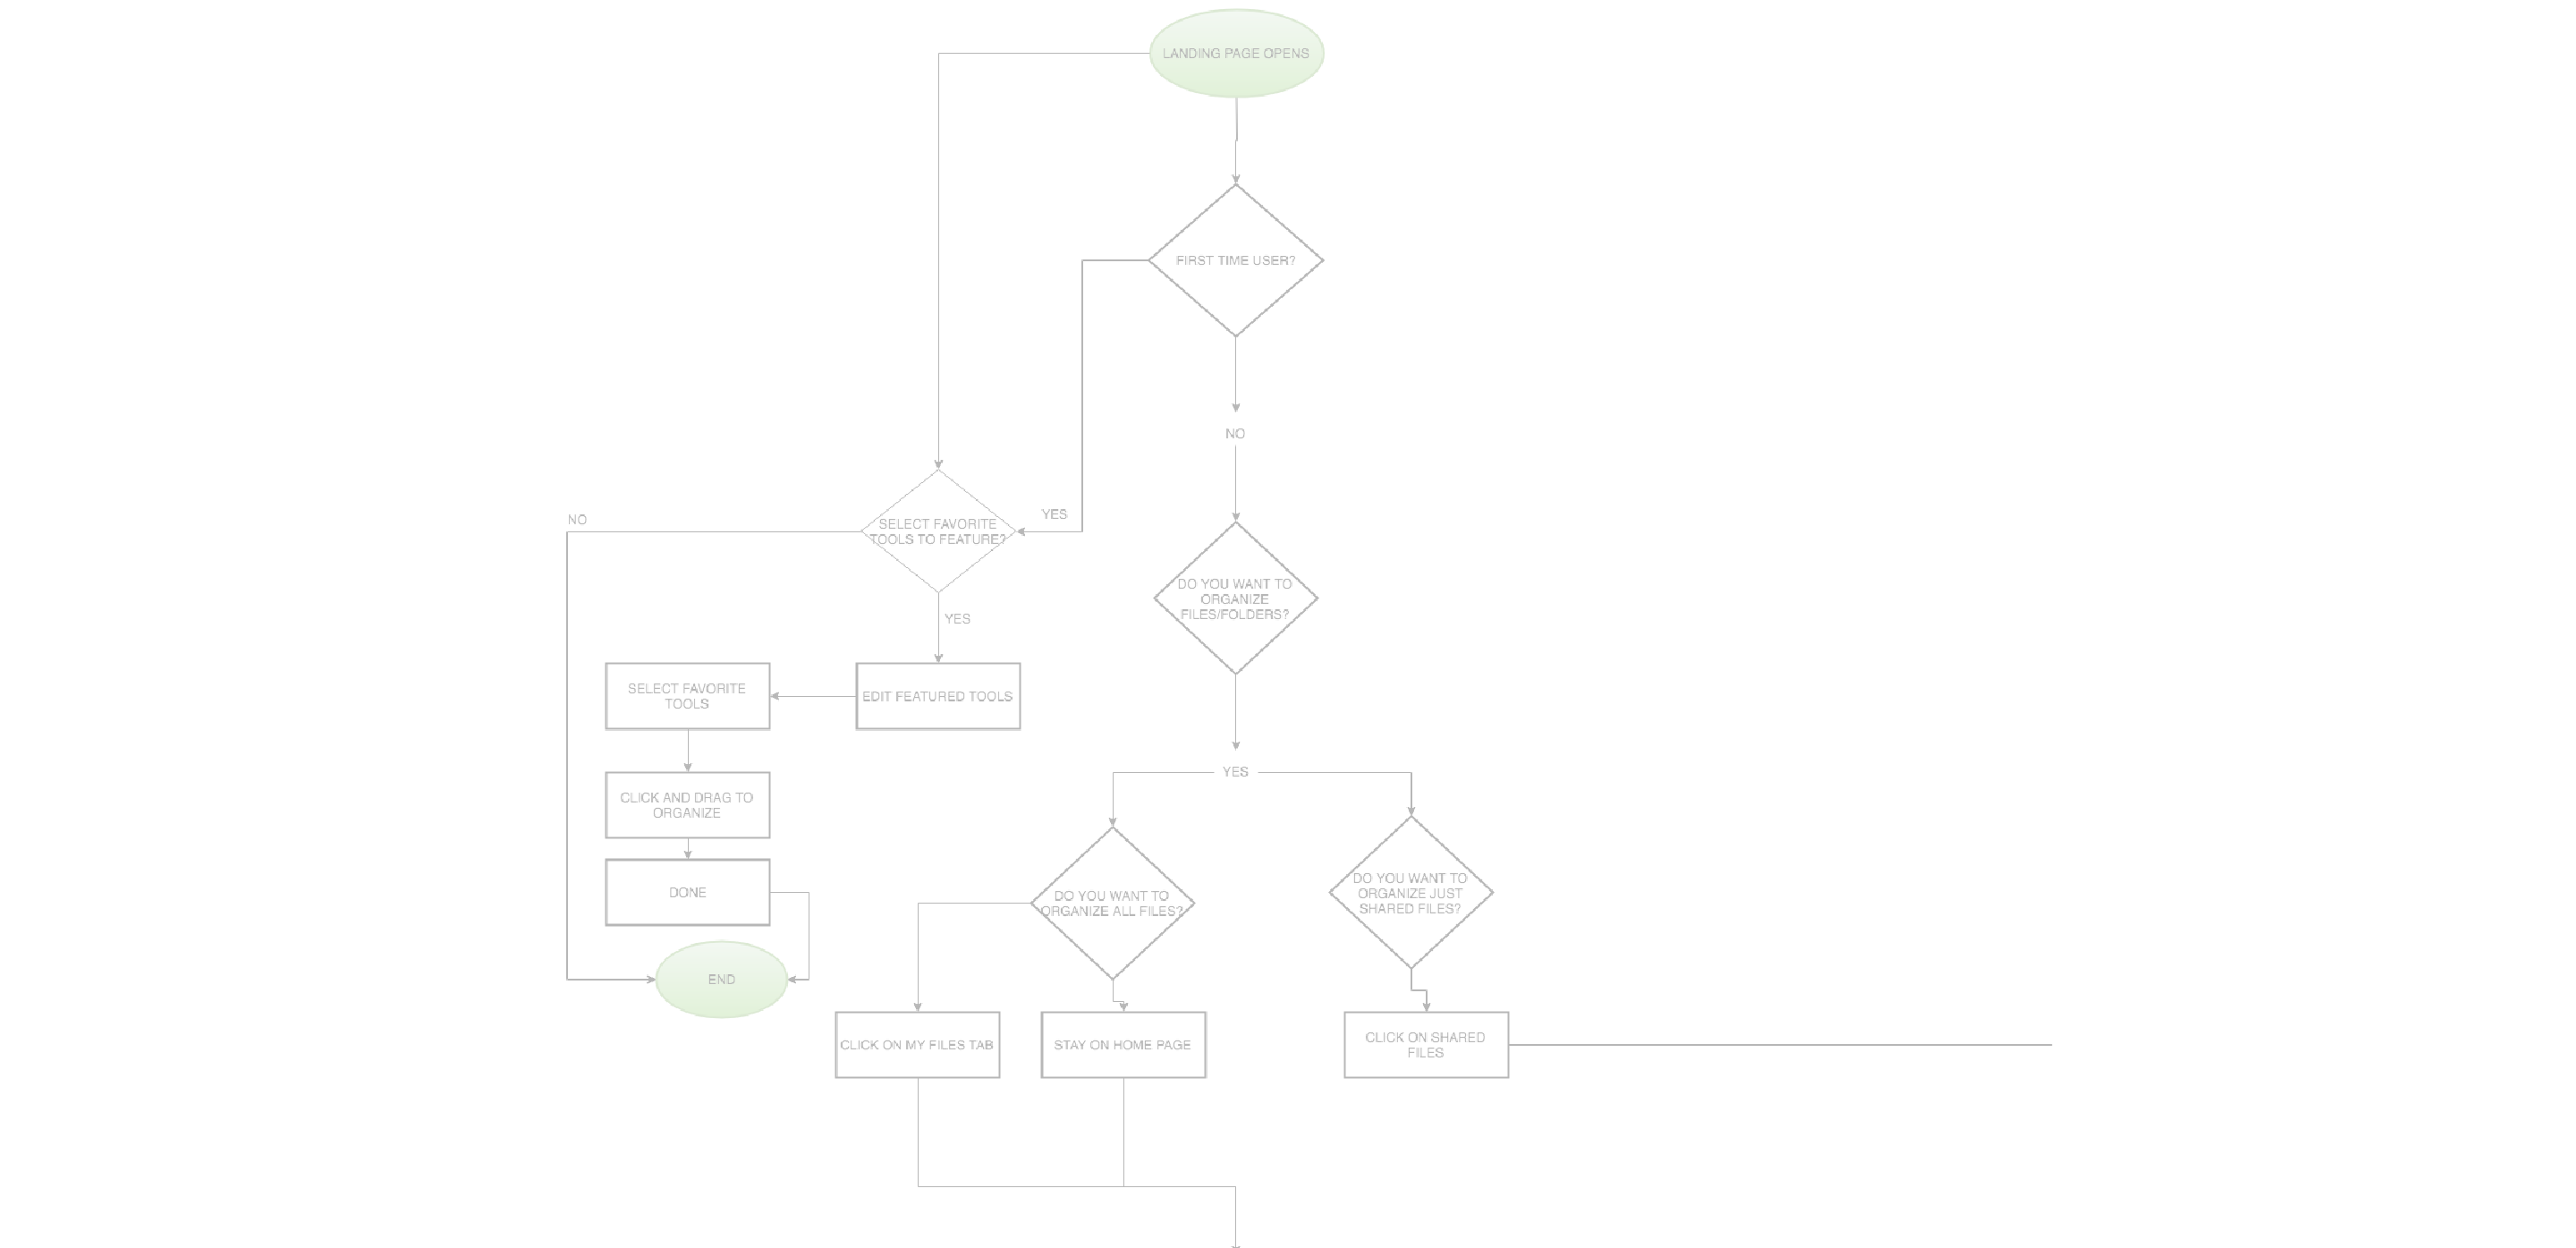 LANDING PAGE OPENS
FIRST TIME USER?
NO
YES
NO
SELECT FAVORITE
TOOLS TO FEATURE?
YES
DO YOU WANT TO
ORGANIZE
FILES/FOLDERS?
SELECT FAVORITE
TOOLS
EDIT FEATURED TOOLS
YES
CLICK AND DRAG TO
ORGANIZE
DONE
DO YOU WANT TO
ORGANIZE ALL FILES?
DO YOU WANT TO
ORGANIZE JUST
SHARED FILES?
END
CLICK ON MY FILES TAB
STAY ON HOME PAGE
CLICK ON SHARED
FILES